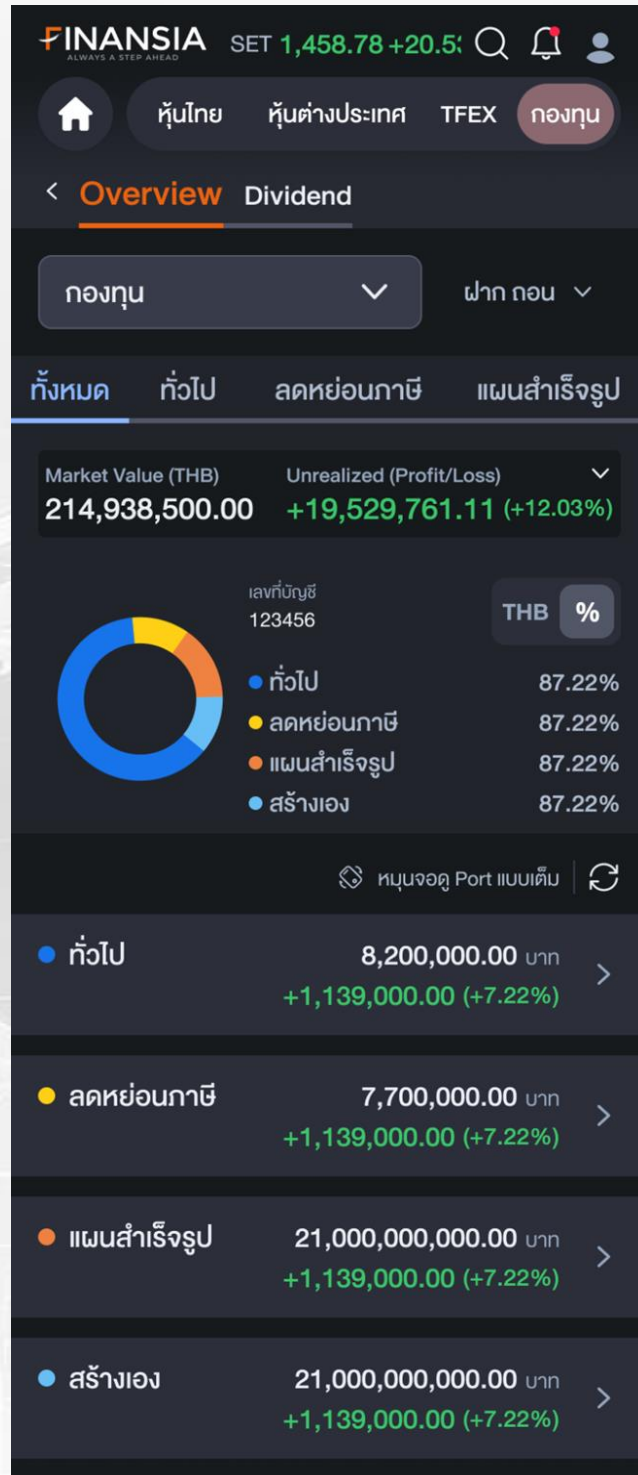 FINANSIA
ALWAYS A STEP AHEAD
SET 1,458.78 +20.5
หุ้นไทย หุ้นต่างประเทศ TFEX กองทุน
Overview Dividend
กองทุน ฝาก ถอน
ทั้งหมด ทั่วไป ลดหย่อนภาษี แผนสำเร็จรูป
Market Value (THB) Unrealized (Profit/Loss)
214,938,500.00 +19,529,761.11 (+12.03%)
เลขที่บัญชี
123456
THB %
ทั่วไป 87.22%
ลดหย่อนภาษี 87.22%
แผนสำเร็จรูป 87.22%
สร้างเอง 87.22%
หมุนจอดู Port แบบเต็ม
ทั่วไป 8,200,000.00 บาท
+1,139,000.00 (+7.22%)
ลดหย่อนภาษี 7,700,000.00 บาท
+1,139,000.00 (+7.22%)
แผนสำเร็จรูป 21,000,000,000.00 บาท
+1,139,000.00 (+7.22%)
สร้างเอง 21,000,000,000.00 บาท
+1,139,000.00 (+7.22%)